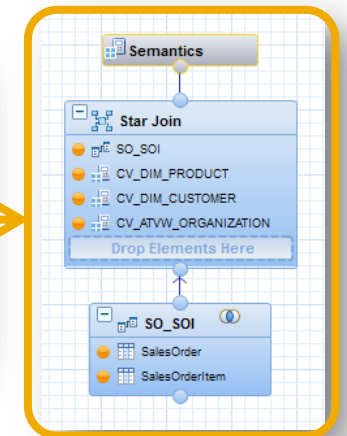 Semantics
Star Join
SO_SOI
CV_DIM_PRODUCT
CV_DIM_CUSTOMER
CV_ATVW_ORGANIZATION
Drop Elements Here
SO_SOI
SalesOrder
SalesOrderItem